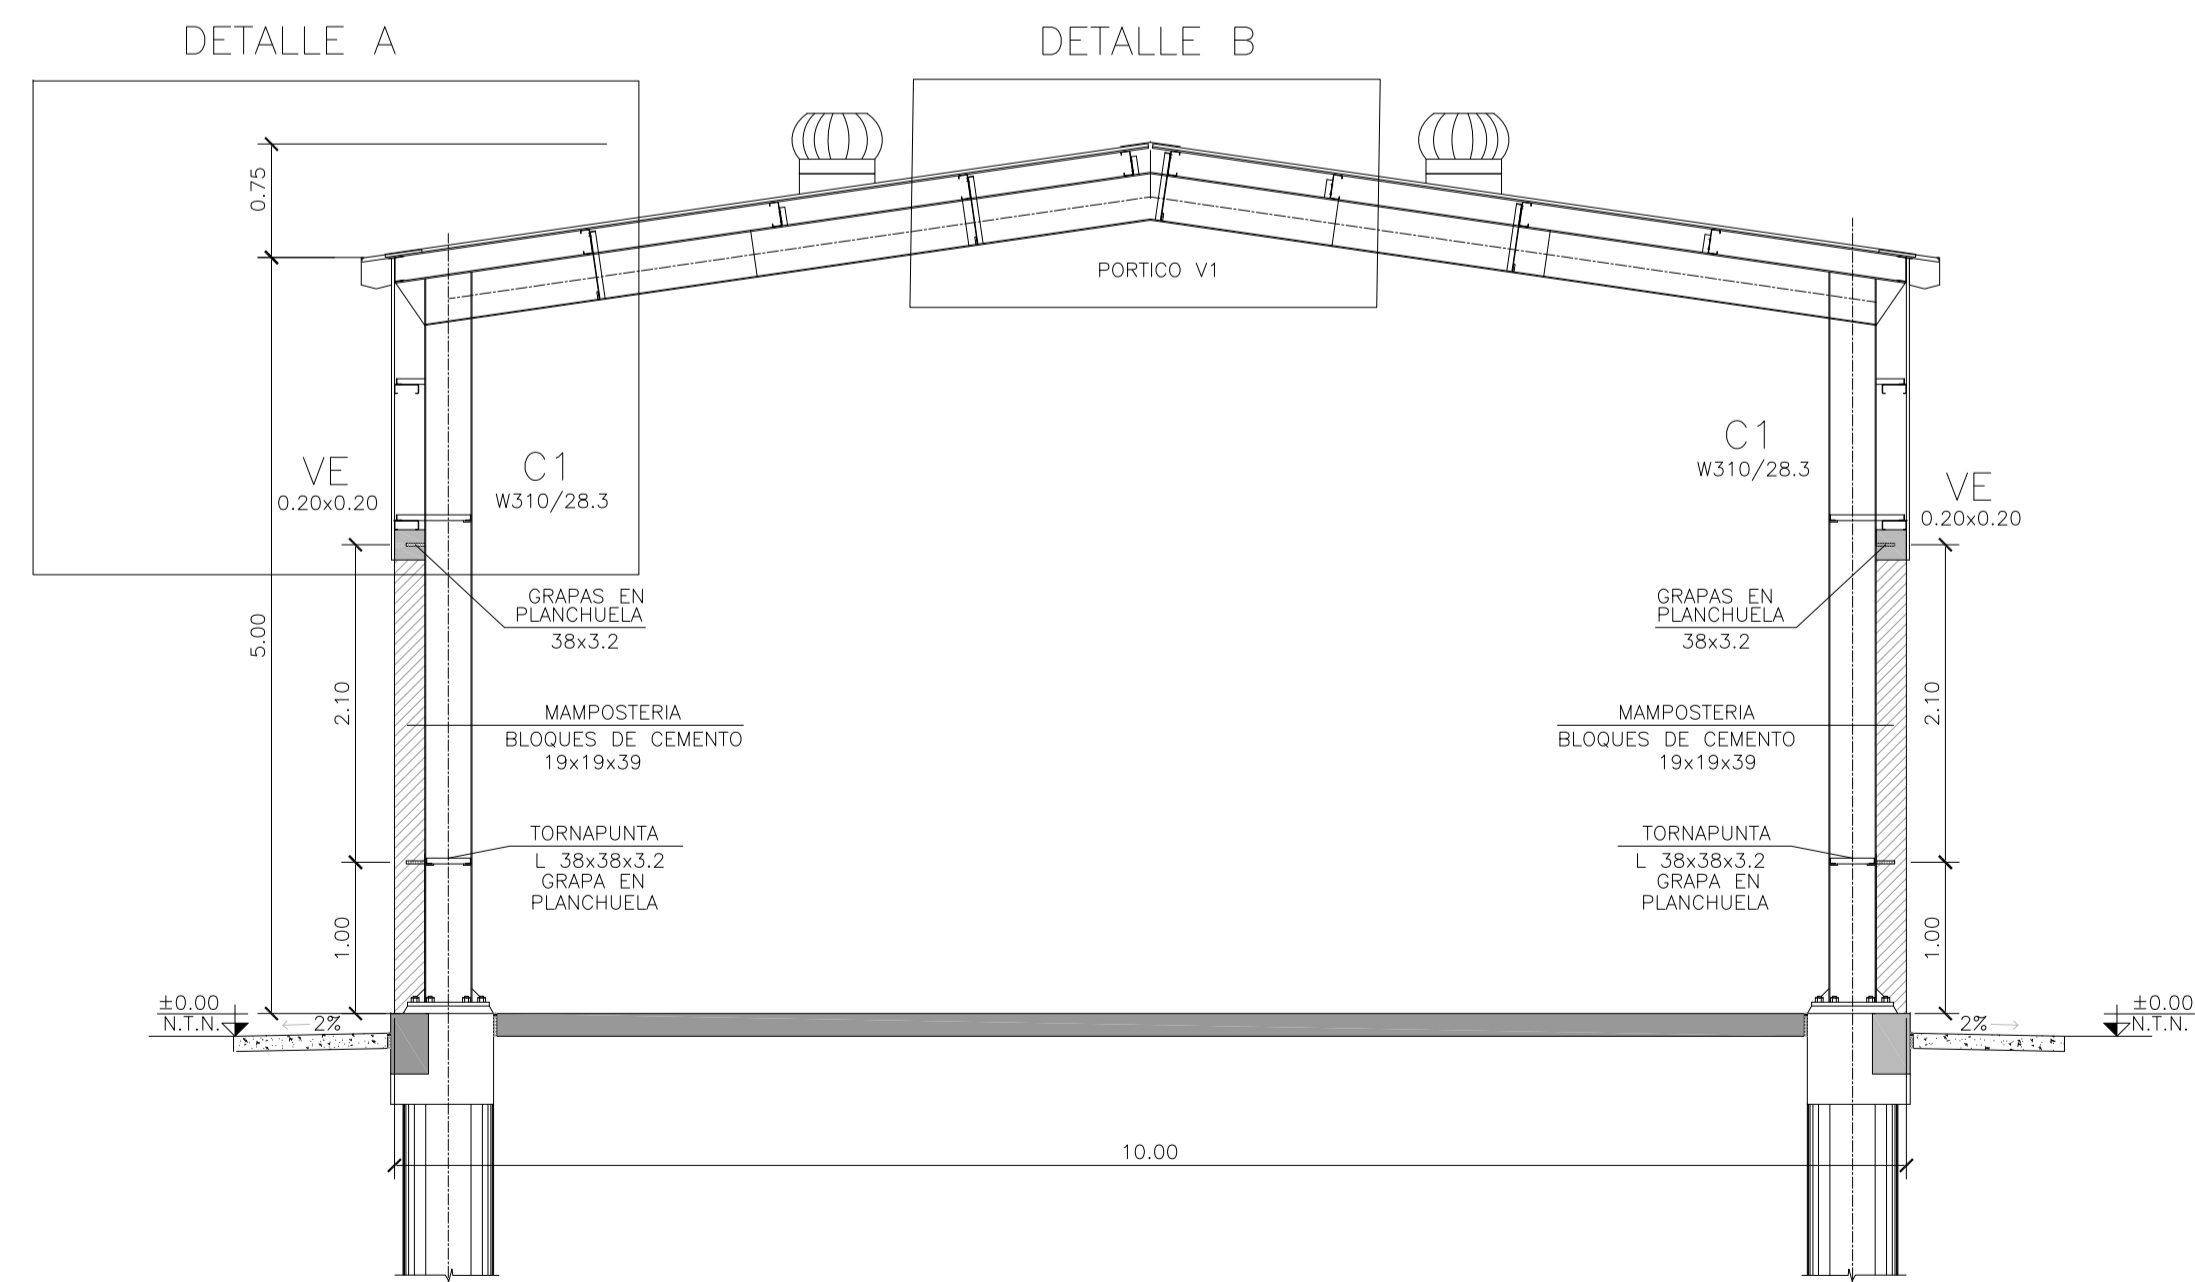 DETALLE A
DETALLE B
0.75
PORTICO V1
C1
W310/28.3
VE
0.20x0.20
C1
W310/28.3
VE
0.20x0.20
GRAPAS EN
PLANCHUELA
38x3.2
GRAPAS EN
PLANCHUELA
38x3.2
5.00
2.10
2.10
MAMPOSTERIA
BLOQUES DE CEMENTO
19x19x39
MAMPOSTERIA
BLOQUES DE CEMENTO
19x19x39
TORNAPUNTA
L 38x38x3.2
GRAPA EN
PLANCHUELA
TORNAPUNTA
L 38x38x3.2
GRAPA EN
PLANCHUELA
1.00
1.00
±0.00
N.T.N.
2%
2%
±0.00
N.T.N.
10.00